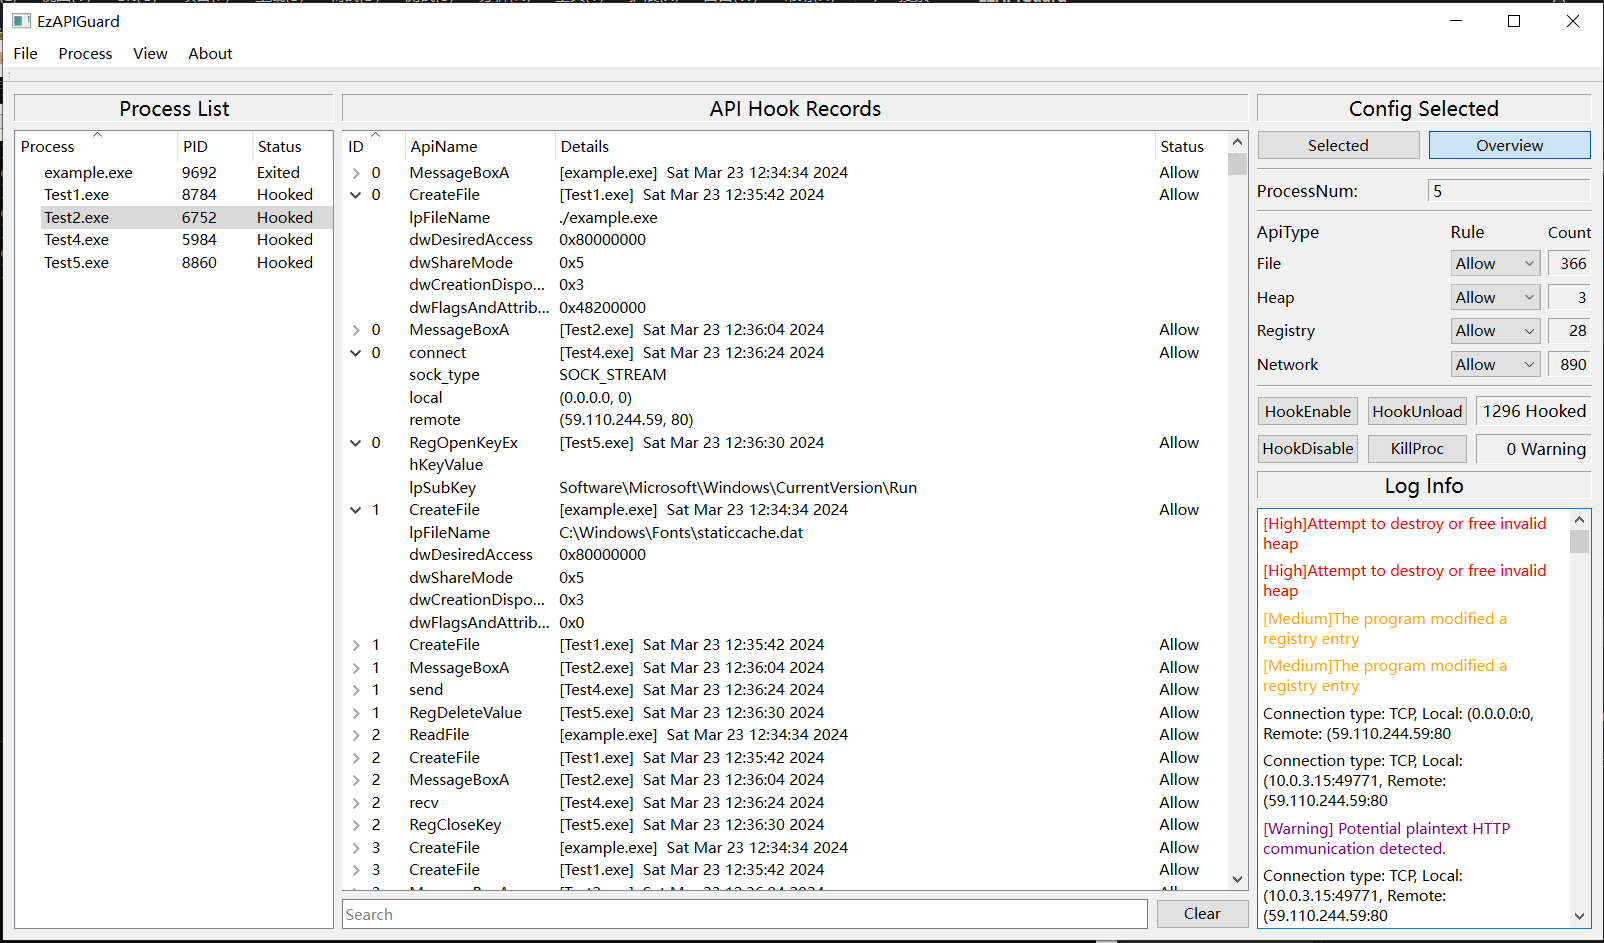 EzAPIGuard
File Process View About
Process List
Process PID Status
example.exe 9692 Exited
Test1.exe 8784 Hooked
Test2.exe 6752 Hooked
Test4.exe 5984 Hooked
Test5.exe 8860 Hooked
API Hook Records
ID ApiName Details Status
0 MessageBoxA [example.exe] Sat Mar 23 12:34:34 2024 Allow
0 CreateFile [Test1.exe] Sat Mar 23 12:35:42 2024 Allow
lpFileName ./example.exe
dwDesiredAccess 0x80000000
dwShareMode 0x5
dwCreationDispo... 0x3
dwFlagsAndAttrib... 0x48200000
0 MessageBoxA [Test2.exe] Sat Mar 23 12:36:04 2024 Allow
0 connect [Test4.exe] Sat Mar 23 12:36:24 2024 Allow
sock_type SOCK_STREAM
local (0.0.0.0, 0)
remote (59.110.244.59, 80)
0 RegOpenKeyEx [Test5.exe] Sat Mar 23 12:36:30 2024 Allow
hKeyValue
lpSubKey Software\Microsoft\Windows\CurrentVersion\Run
1 CreateFile [example.exe] Sat Mar 23 12:34:34 2024 Allow
lpFileName C:\Windows\Fonts\staticcache.dat
dwDesiredAccess 0x80000000
dwShareMode 0x5
dwCreationDispo... 0x3
dwFlagsAndAttrib... 0x0
1 CreateFile [Test1.exe] Sat Mar 23 12:35:42 2024 Allow
1 MessageBoxA [Test2.exe] Sat Mar 23 12:36:04 2024 Allow
1 send [Test4.exe] Sat Mar 23 12:36:24 2024 Allow
1 RegDeleteValue [Test5.exe] Sat Mar 23 12:36:30 2024 Allow
2 ReadFile [example.exe] Sat Mar 23 12:34:34 2024 Allow
2 CreateFile [Test1.exe] Sat Mar 23 12:35:42 2024 Allow
2 MessageBoxA [Test2.exe] Sat Mar 23 12:36:04 2024 Allow
2 recv [Test4.exe] Sat Mar 23 12:36:24 2024 Allow
2 RegCloseKey [Test5.exe] Sat Mar 23 12:36:30 2024 Allow
3 CreateFile [example.exe] Sat Mar 23 12:34:34 2024 Allow
3 CreateFile [Test1.exe] Sat Mar 23 12:35:42 2024 Allow
Search Clear
Config Selected
Selected Overview
ProcessNum: 5
ApiType Rule Count
File Allow 366
Heap Allow 3
Registry Allow 28
Network Allow 890
HookEnable HookUnload 1296 Hooked
HookDisable KillProc 0 Warning
Log Info
[High]Attempt to destroy or free invalid
heap
[High]Attempt to destroy or free invalid
heap
[Medium]The program modified a
registry entry
[Medium]The program modified a
registry entry
Connection type: TCP, Local: (0.0.0.0:0,
Remote: (59.110.244.59:80
Connection type: TCP, Local:
(10.0.3.15:49771, Remote:
(59.110.244.59:80
[Warning] Potential plaintext HTTP
communication detected.
Connection type: TCP, Local:
(10.0.3.15:49771, Remote:
(59.110.244.59:80